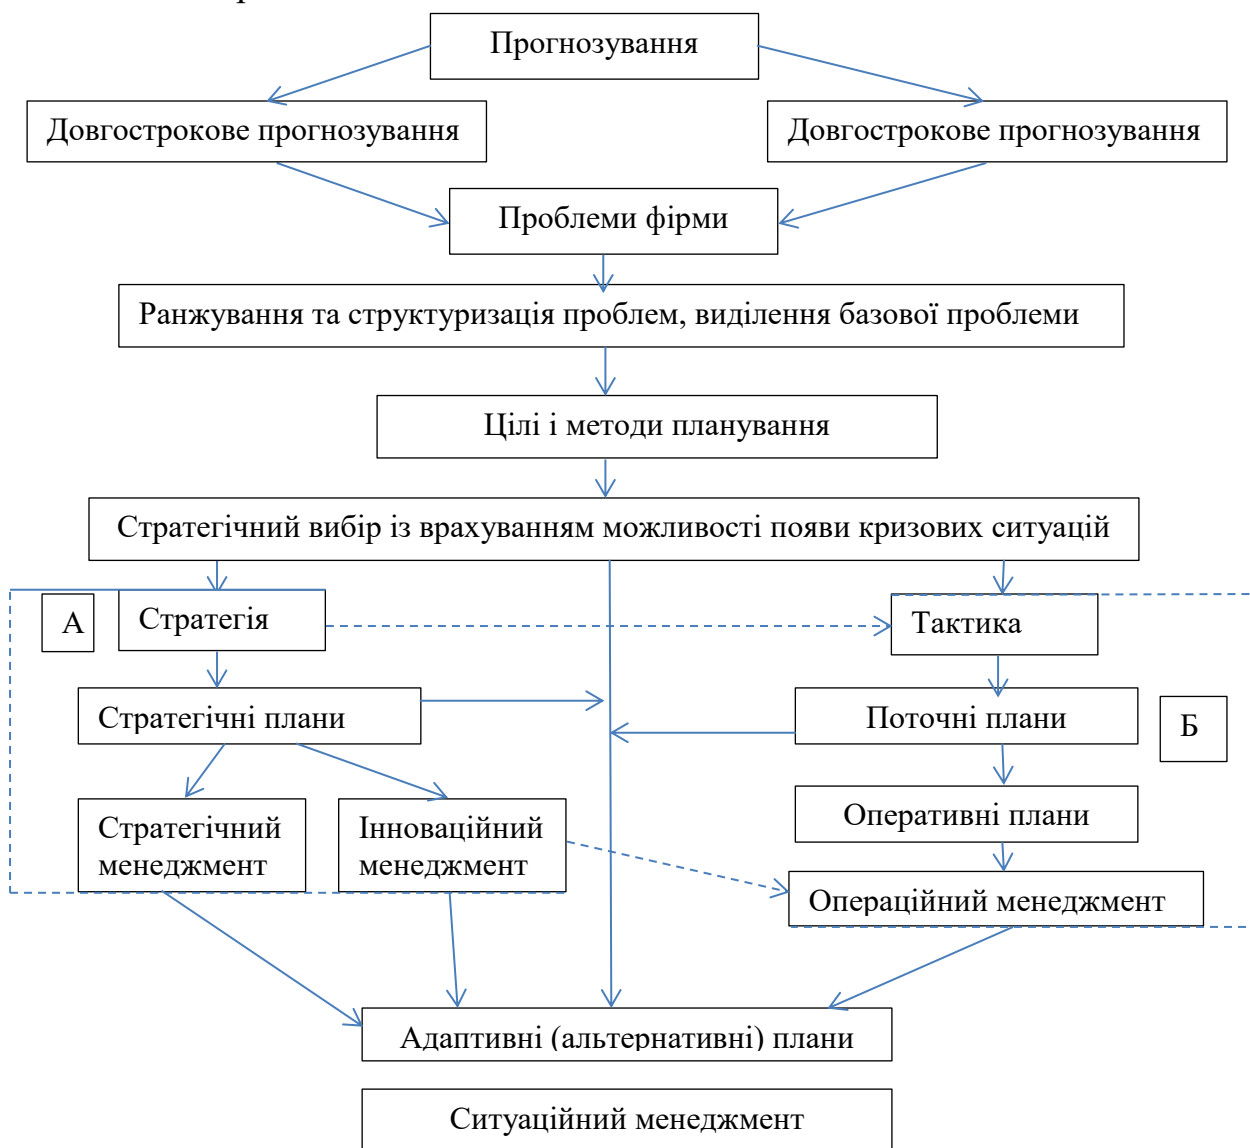 Прогнозування
Довгострокове прогнозування
Довгострокове прогнозування
Проблеми фірми
Ранжування та структуризація проблем, виділення базової проблеми
Цілі і методи планування
Стратегічний вибір із врахуванням можливості появи кризових ситуацій
А
Стратегія
Тактика
Стратегічні плани
Поточні плани
Б
Стратегічний
менеджмент
Інноваційний
менеджмент
Оперативні плани
Операційний менеджмент
Адаптивні (альтернативні) плани
Ситуаційний менеджмент